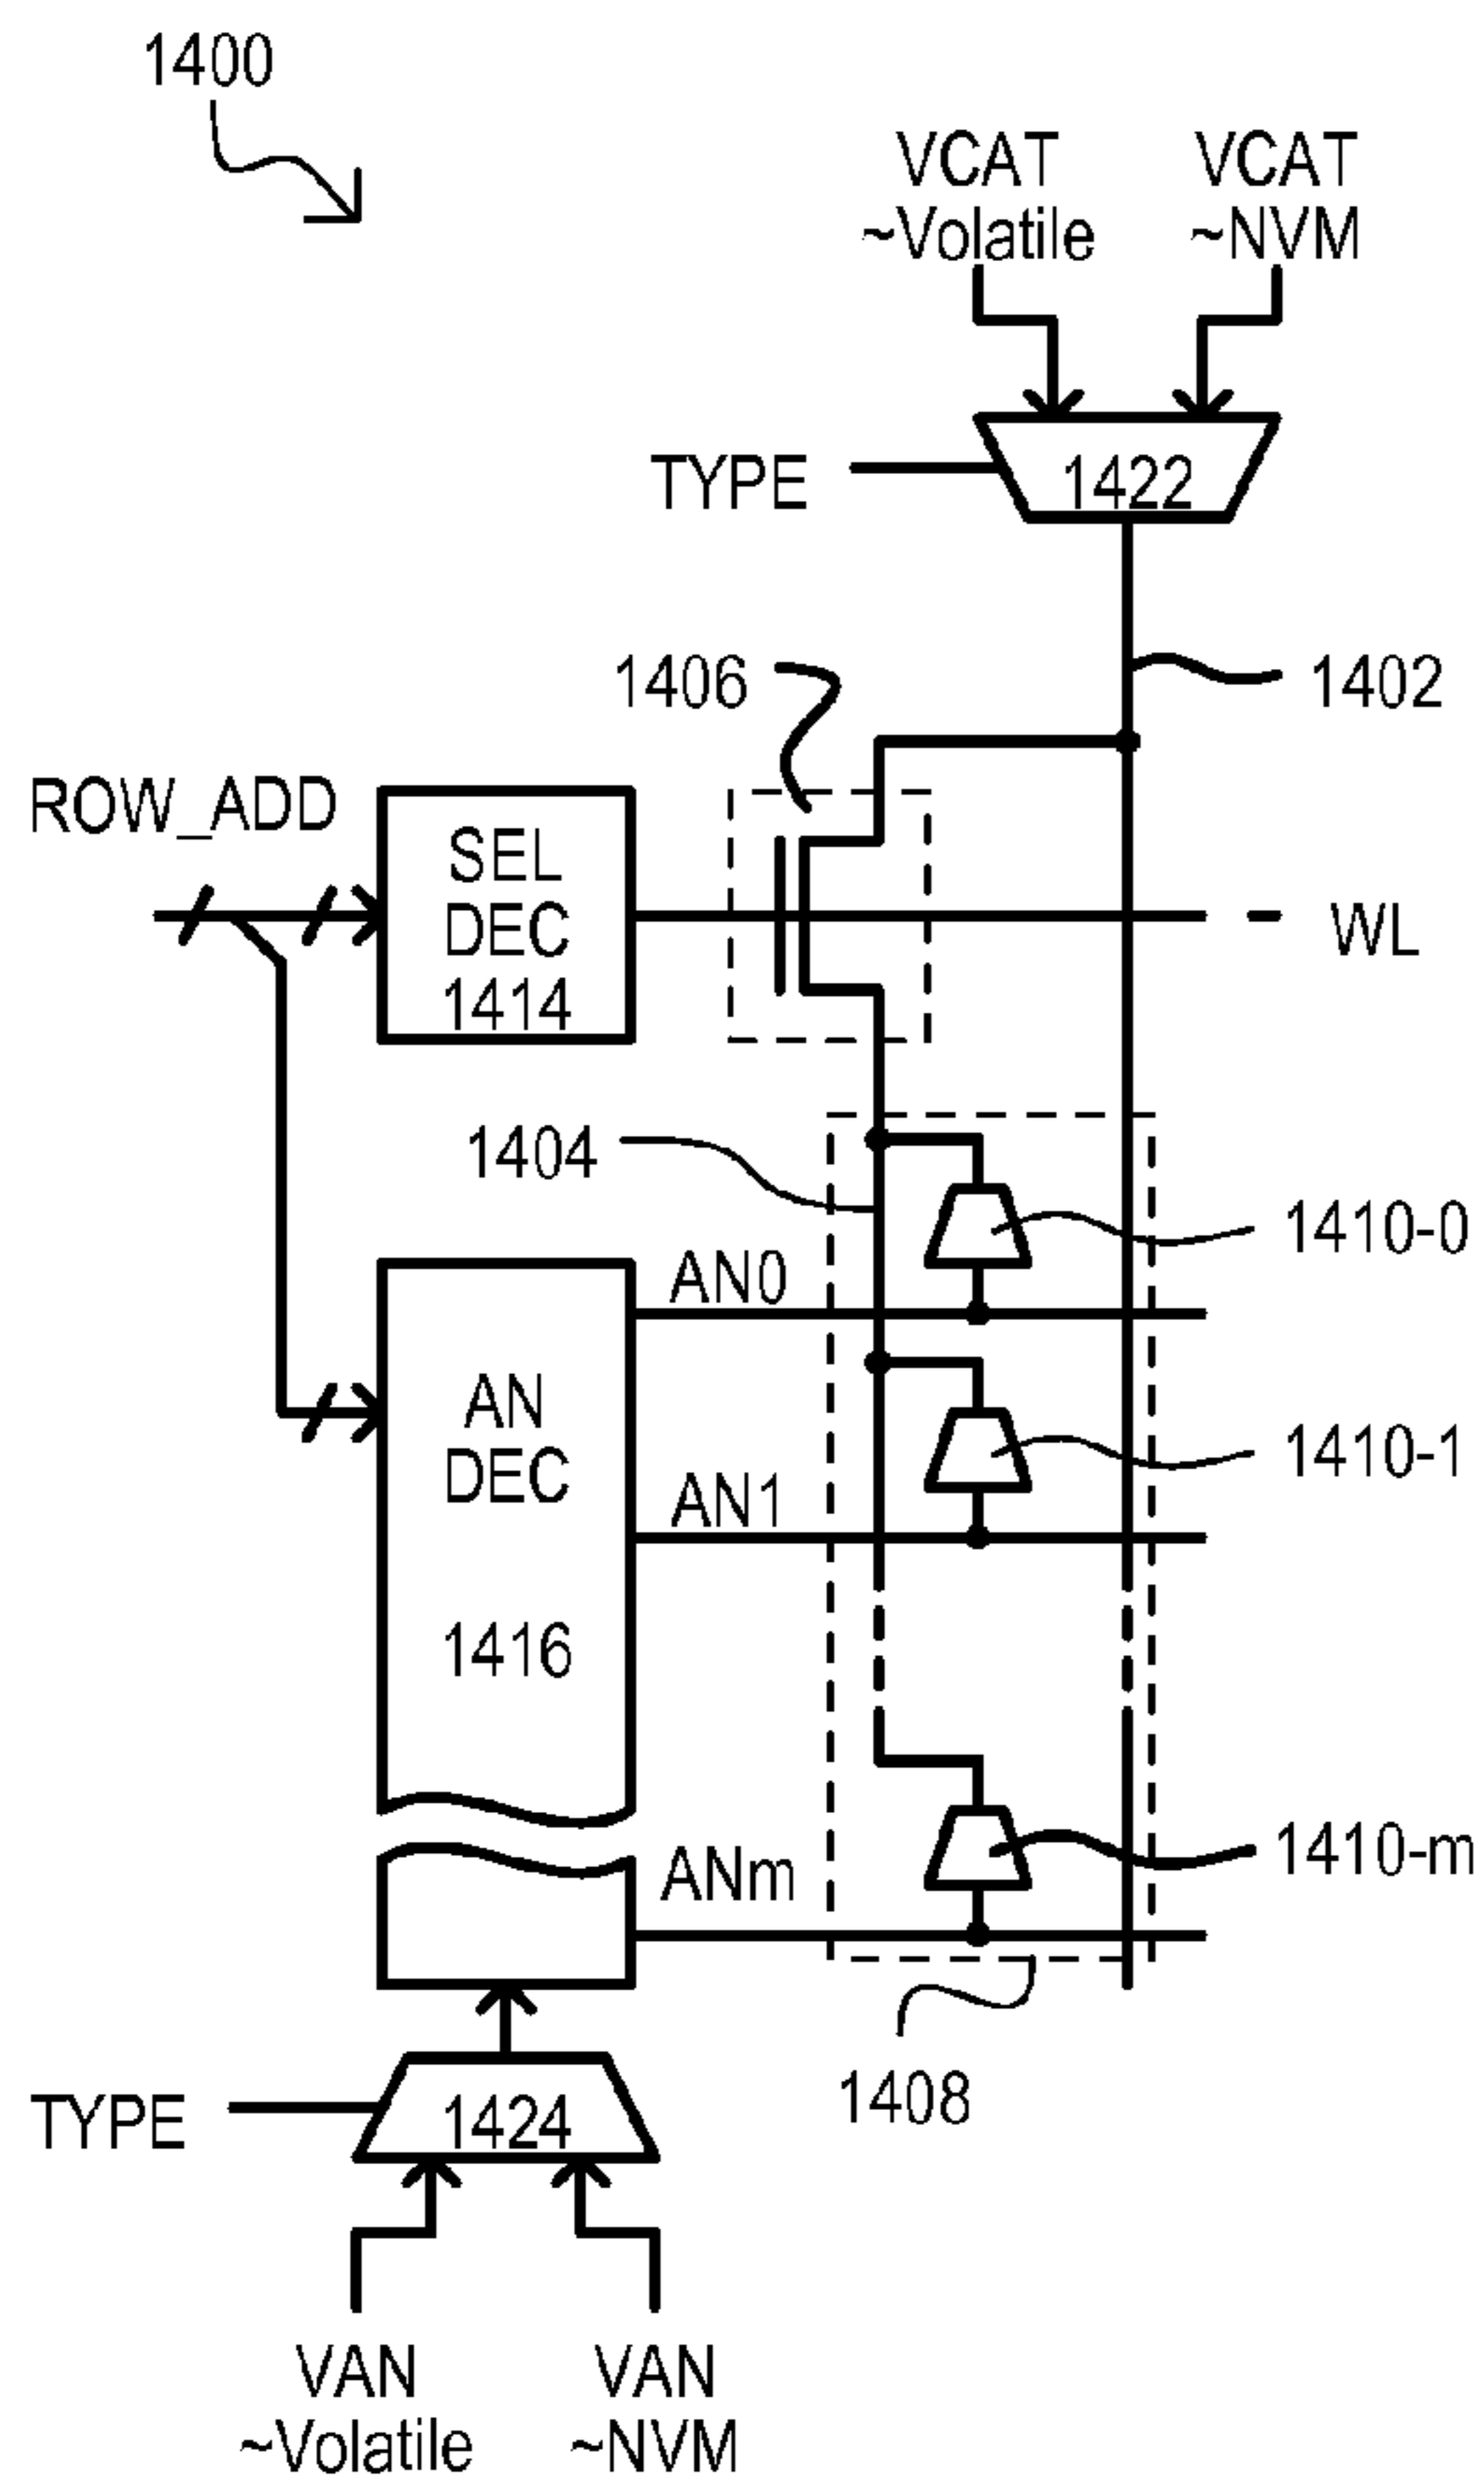 1400
VCAT
~Volatile
VCAT
~NVM
TYPE
1422
1406
1402
ROW_ADD
SEL
DEC
1414
WL
1404
1410-0
AN0
AN
DEC
1410-1
AN1
1416
1410-m
ANm
1408
TYPE
1424
VAN
~Volatile
VAN
~NVM